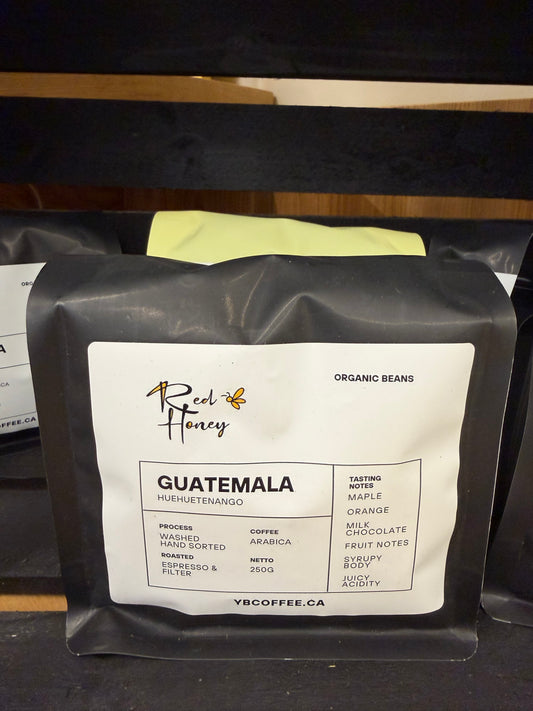 ORGANIC BEANS
Red
Honey
GUATEMALA
HUEHUETENANGO
PROCESS
WASHED
HAND SORTED
ROASTED
ESPRESSO &
FILTER
COFFEE
ARABICA
NETTO
250G
TASTING
NOTES
MAPLE
ORANGE
MILK
CHOCOLATE
FRUIT NOTES
SYRUPY
BODY
JUICY
ACIDITY
YBCOFFEE.CA